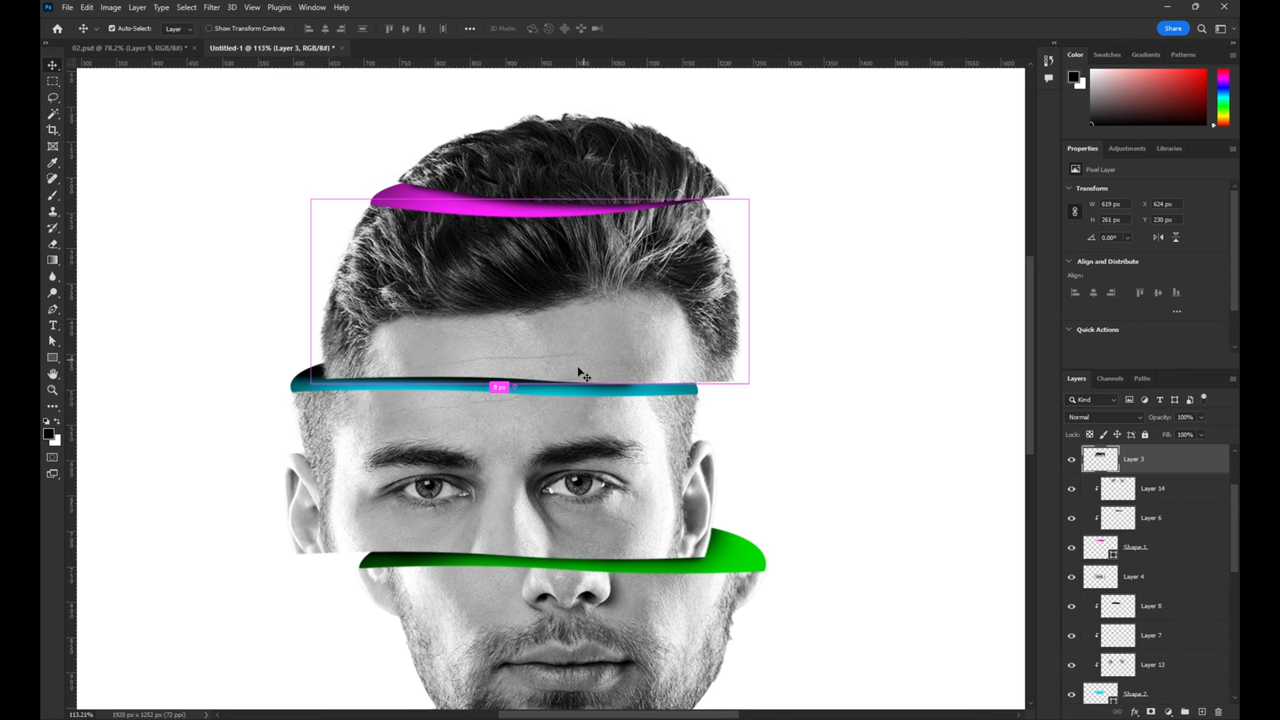 Ps File Edit Image Layer Type Select Filter 3D View Plugins Window Help
Auto-Select: Layer Show Transform Controls 3D Mode: Share
02.psd @ 78.2% (Layer 9, RGB/8#) * × Untitled-1 @ 113% (Layer 3, RGB/8#) * ×
Color Swatches Gradients Patterns
Properties Adjustments Libraries
Pixel Layer
Transform
W 619 px X 624 px
H 261 px Y 230 px
0.00°
Align and Distribute
Align:
Quick Actions
8 px
Layers Channels Paths
Kind
Normal Opacity: 100%
Lock: Fill: 100%
Layer 3
Layer 14
Layer 6
Shape 1
Layer 4
Layer 8
Layer 7
Layer 13
Shape 2
113.21% 1920 px x 1252 px (72 ppi)